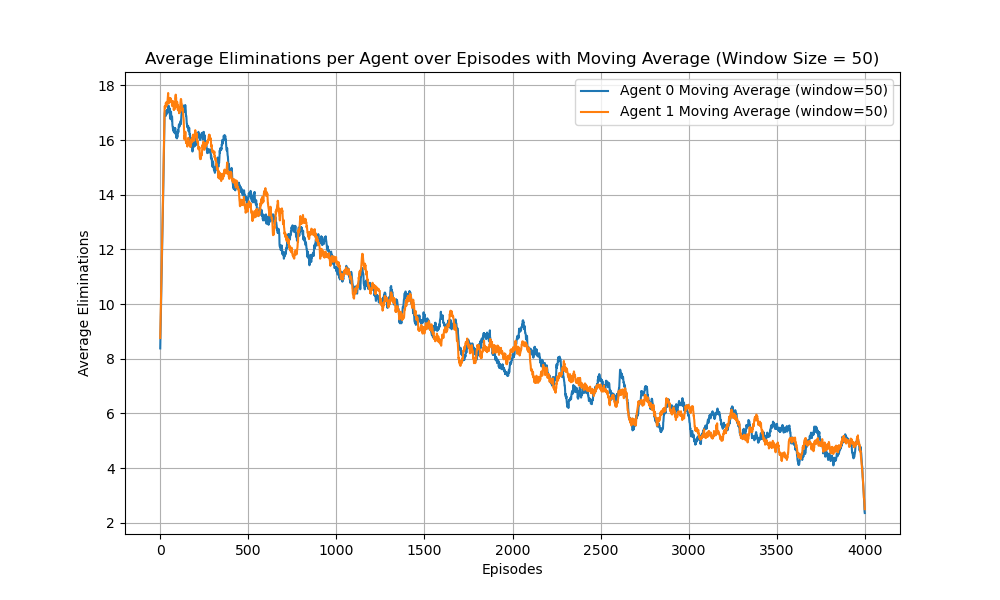 Average Eliminations per Agent over Episodes with Moving Average (Window Size = 50)
Agent 0 Moving Average (window=50)
Agent 1 Moving Average (window=50)
Average Eliminations
18
16
14
12
10
8
6
4
2
0 500 1000 1500 2000 2500 3000 3500 4000
Episodes